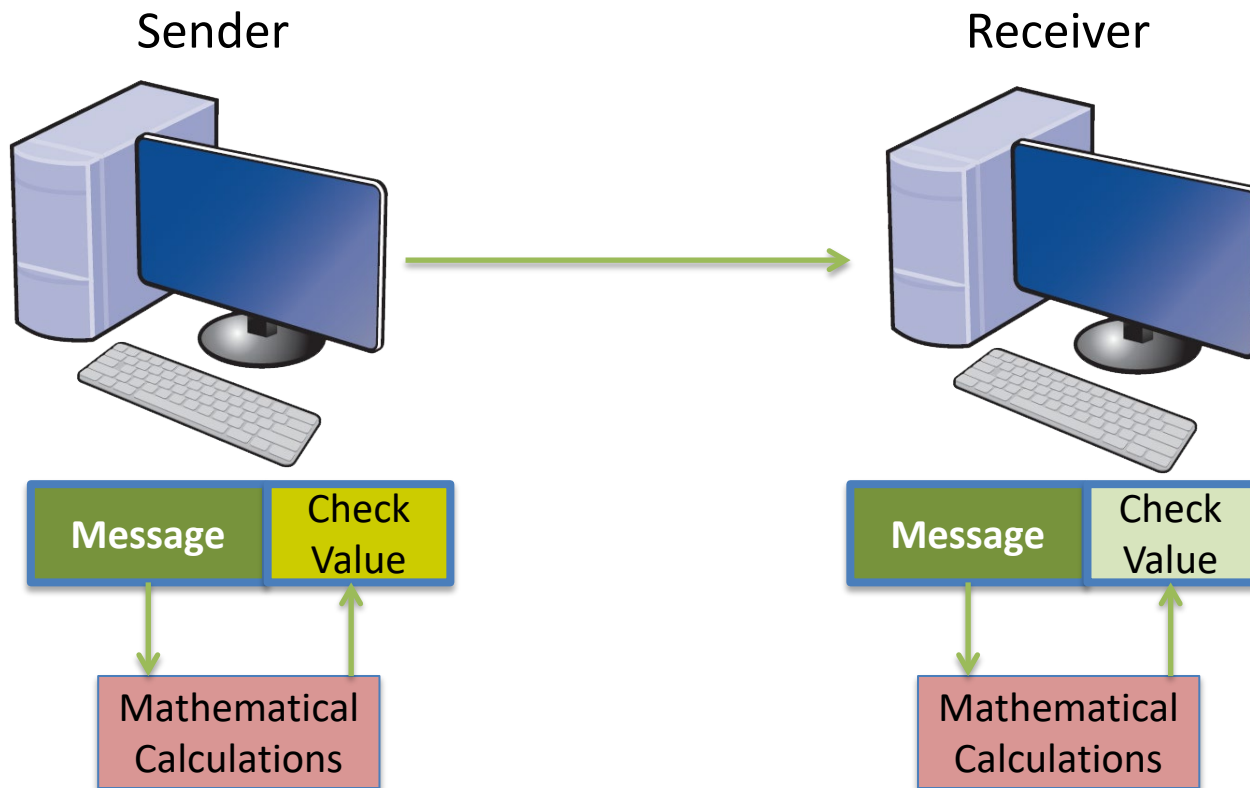 Sender
Receiver
Message
Check
Value
Mathematical
Calculations
Message
Check
Value
Mathematical
Calculations